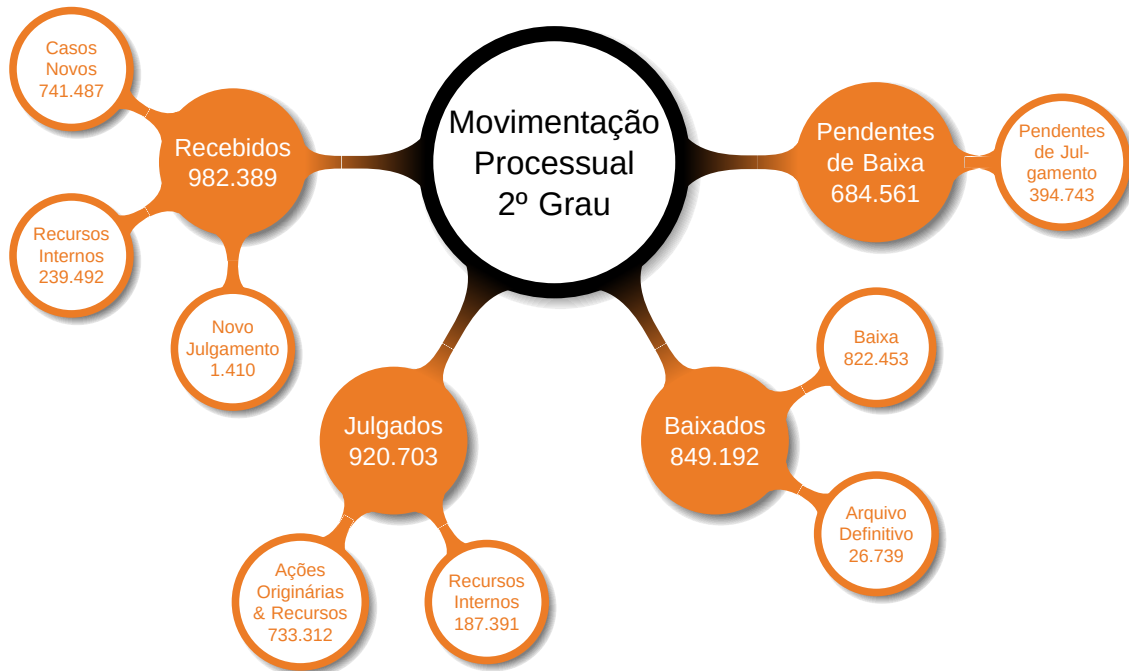 Movimentação
Processual
2º Grau
Recebidos
982.389
Casos
Novos
741.487
Recursos
Internos
239.492
Novo
Julgamento
1.410
Julgados
920.703
Ações
Originárias
& Recursos
733.312
Recursos
Internos
187.391
Baixados
849.192
Baixa
822.453
Arquivo
Definitivo
26.739
Pendentes
de Baixa
684.561
Pendentes
de Jul-
gamento
394.743